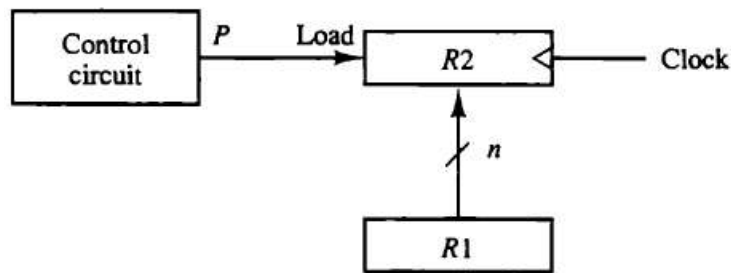 Control
circuit
P
Load
R2
Clock
n
R1